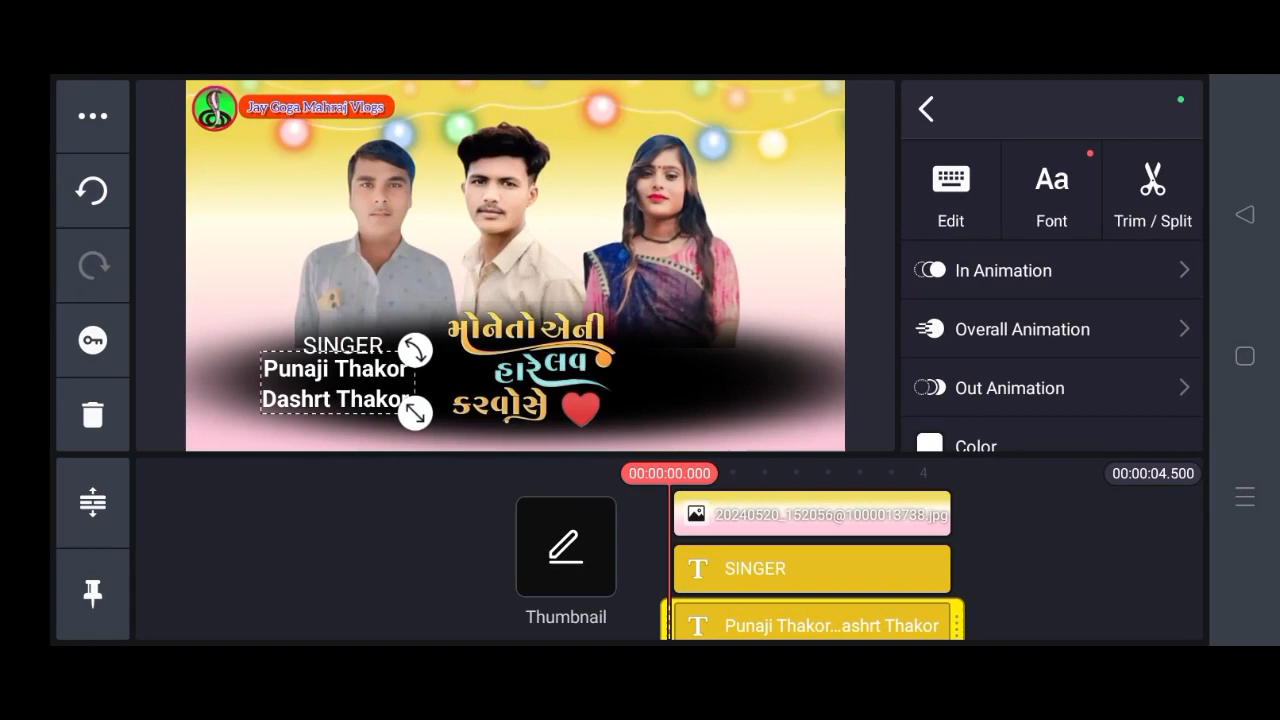 Jay Goga Mahraj Vlogs
SINGER
Punaji Thakor
Dashrt Thakor
મોનેતો એની
હારે લવ
કરવોસે
Edit
Font
Trim / Split
In Animation
Overall Animation
Out Animation
Color
00:00:00.000
4
00:00:04.500
Thumbnail
20240520_152056@1000013738.jpg
SINGER
Punaji Thakor...ashrt Thakor